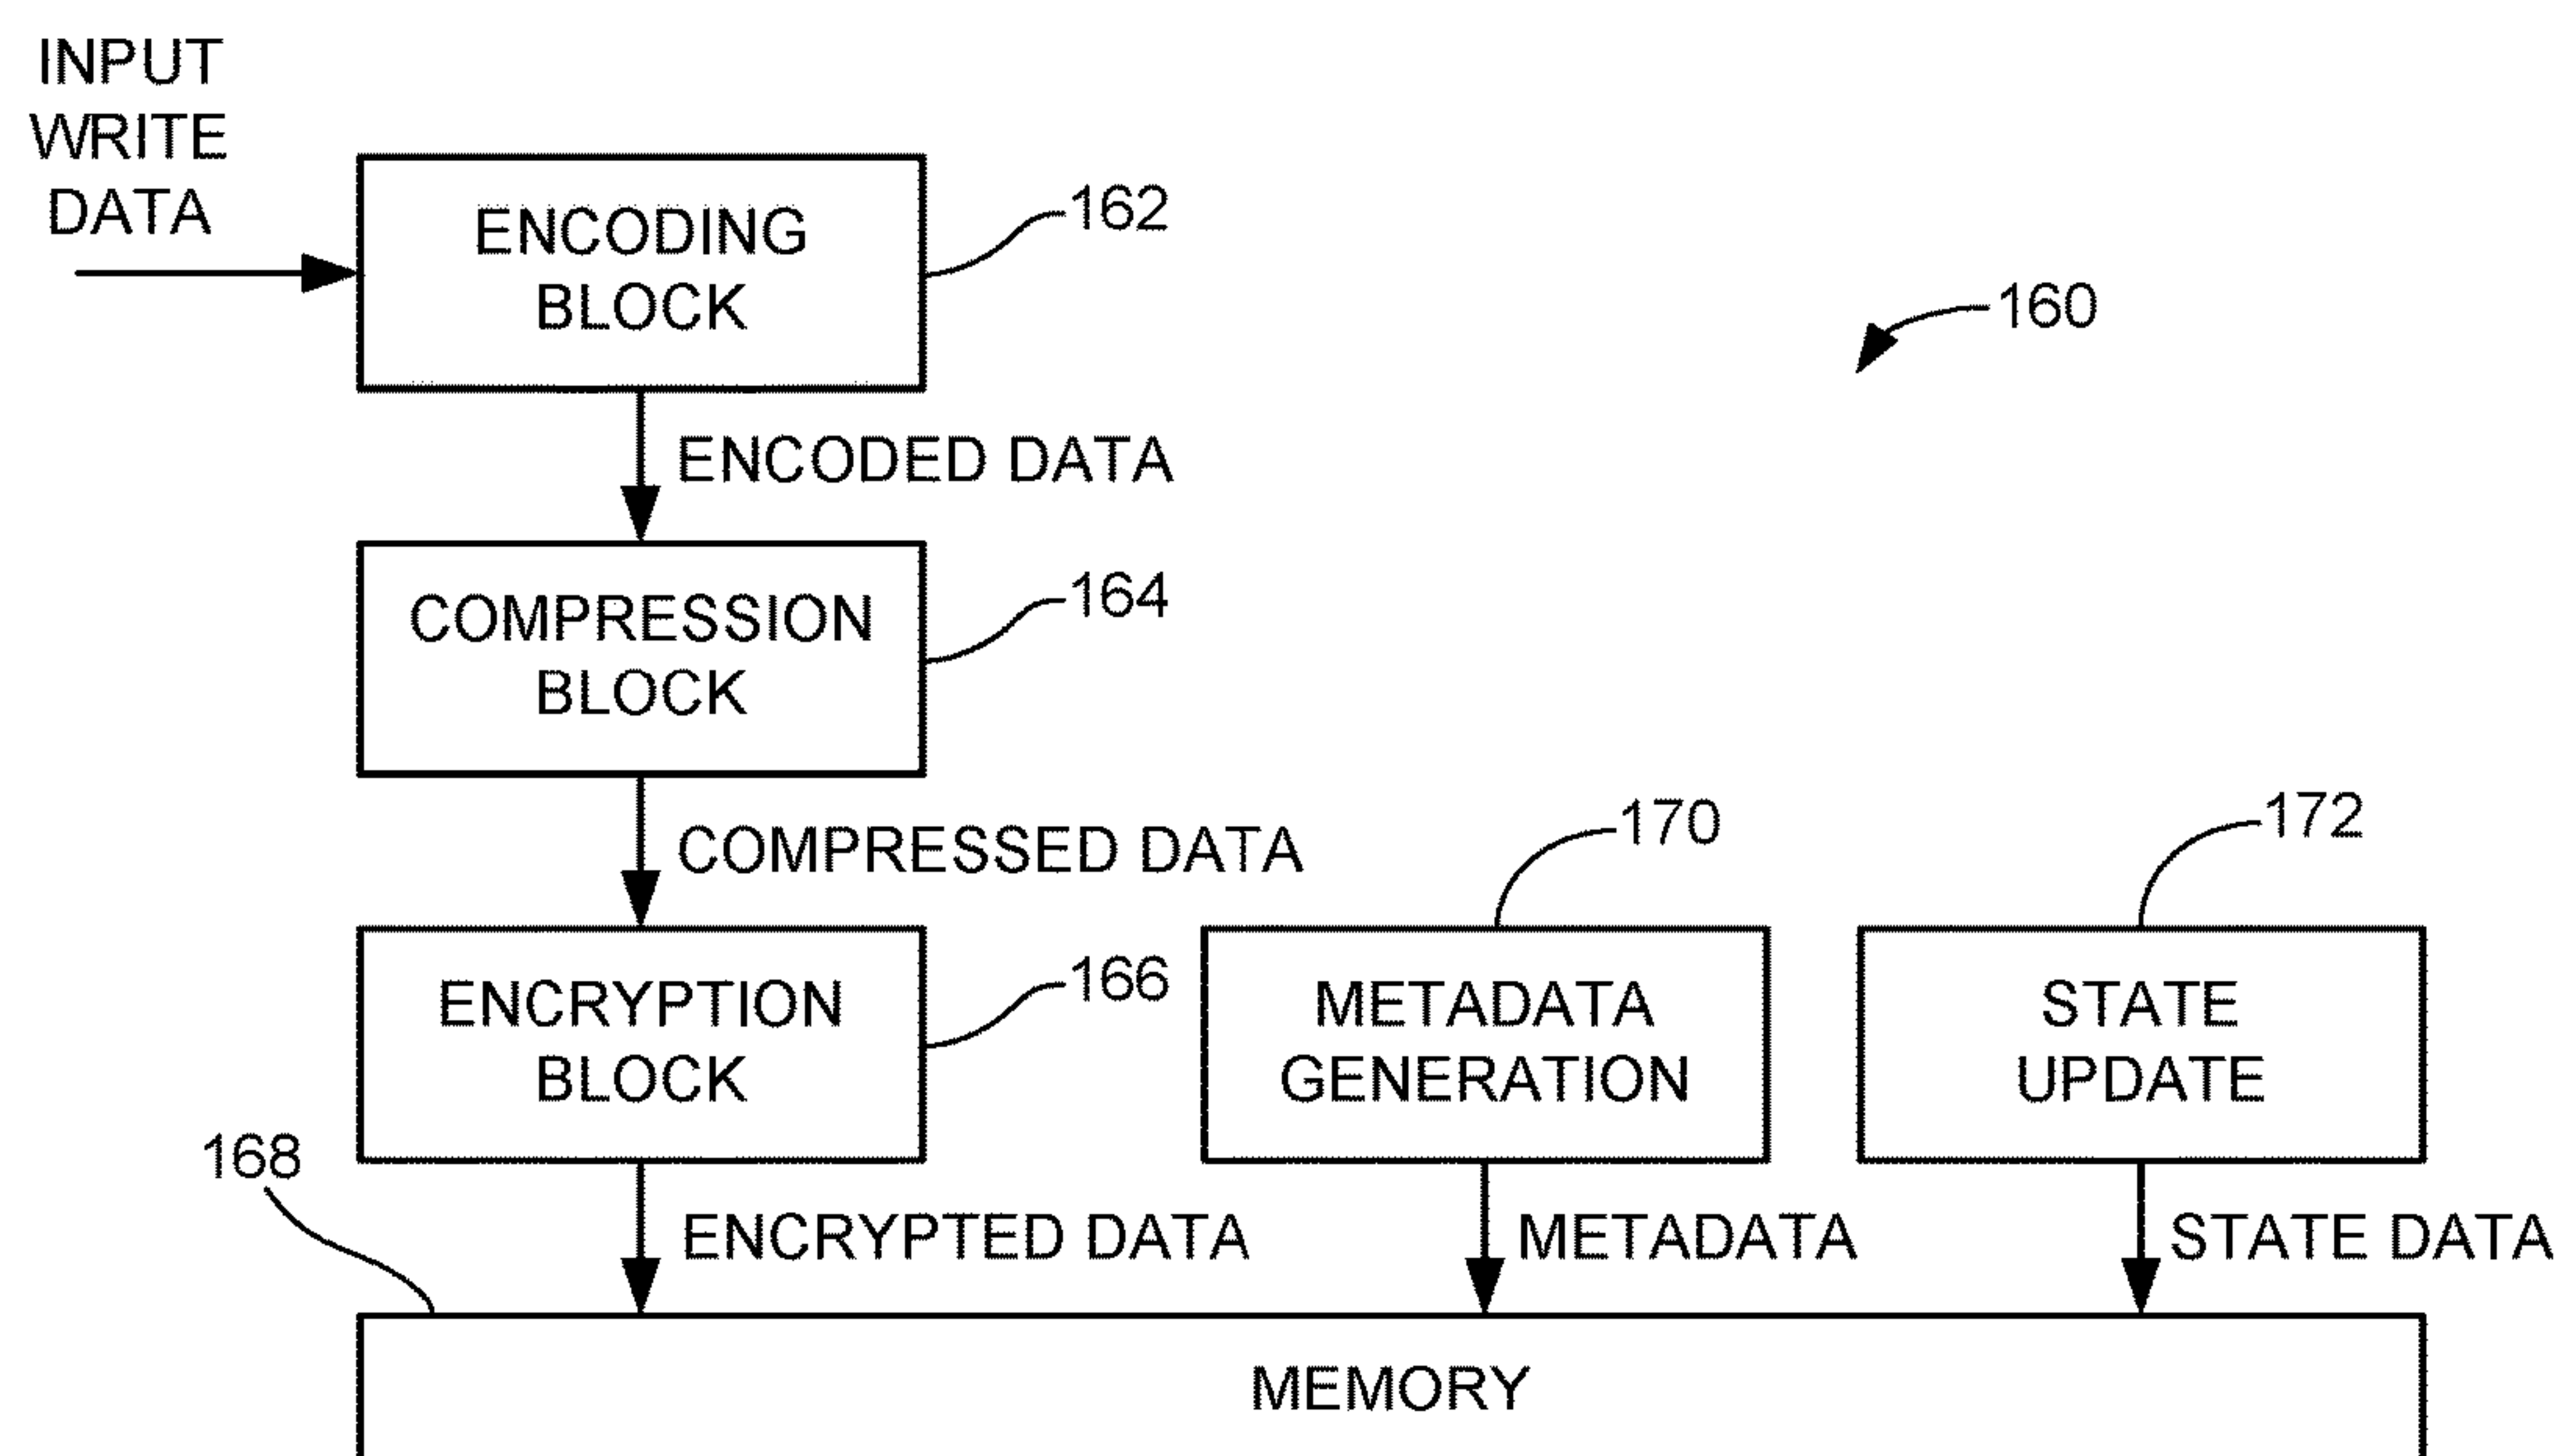 INPUT
WRITE
DATA
ENCODING
BLOCK
162
160
ENCODED DATA
COMPRESSION
BLOCK
164
COMPRESSED DATA
170
172
ENCRYPTION
BLOCK
166
METADATA
GENERATION
STATE
UPDATE
168
ENCRYPTED DATA
METADATA
STATE DATA
MEMORY